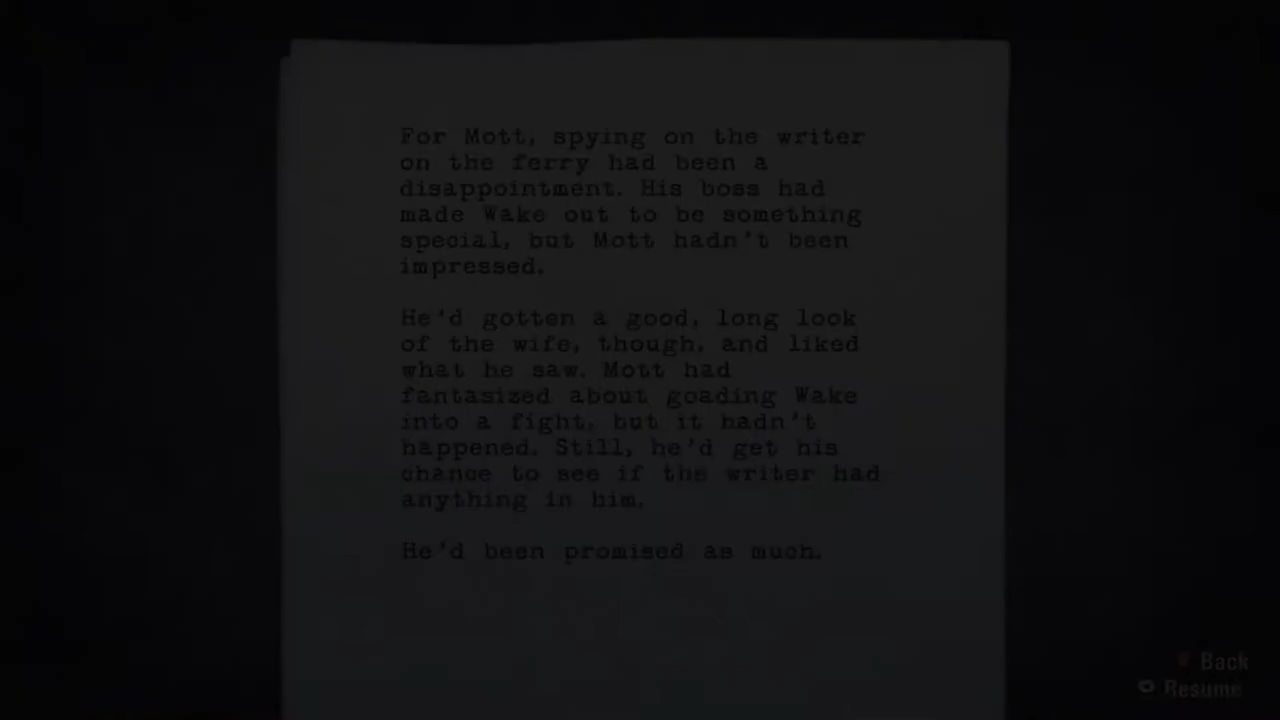 For Mott, spying on the writer
on the ferry had been a
disappointment. His boss had
made Wake out to be something
special, but Mott hadn't been
impressed.
He'd gotten a good, long look
of the wife, though, and liked
what he saw. Mott had
fantasized about goading Wake
into a fight, but it hadn't
happened. Still, he'd get his
chance to see if the writer had
anything in him.
He'd been promised as much.
Back
Resume